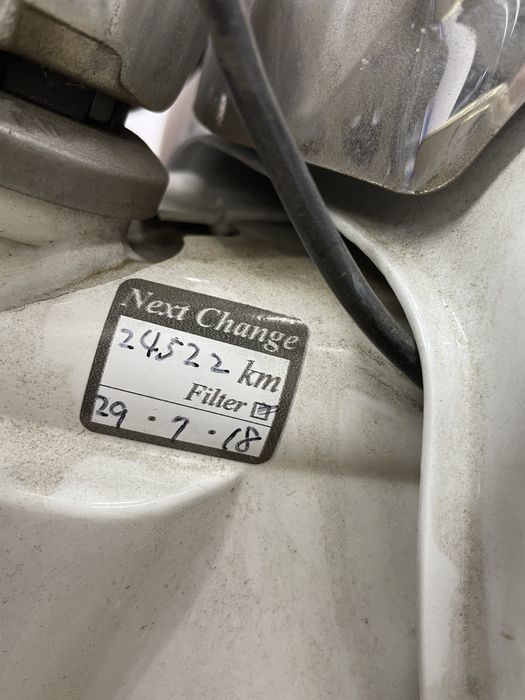 Next Change
24522 km
Filter ☑
29 . 7 . 18